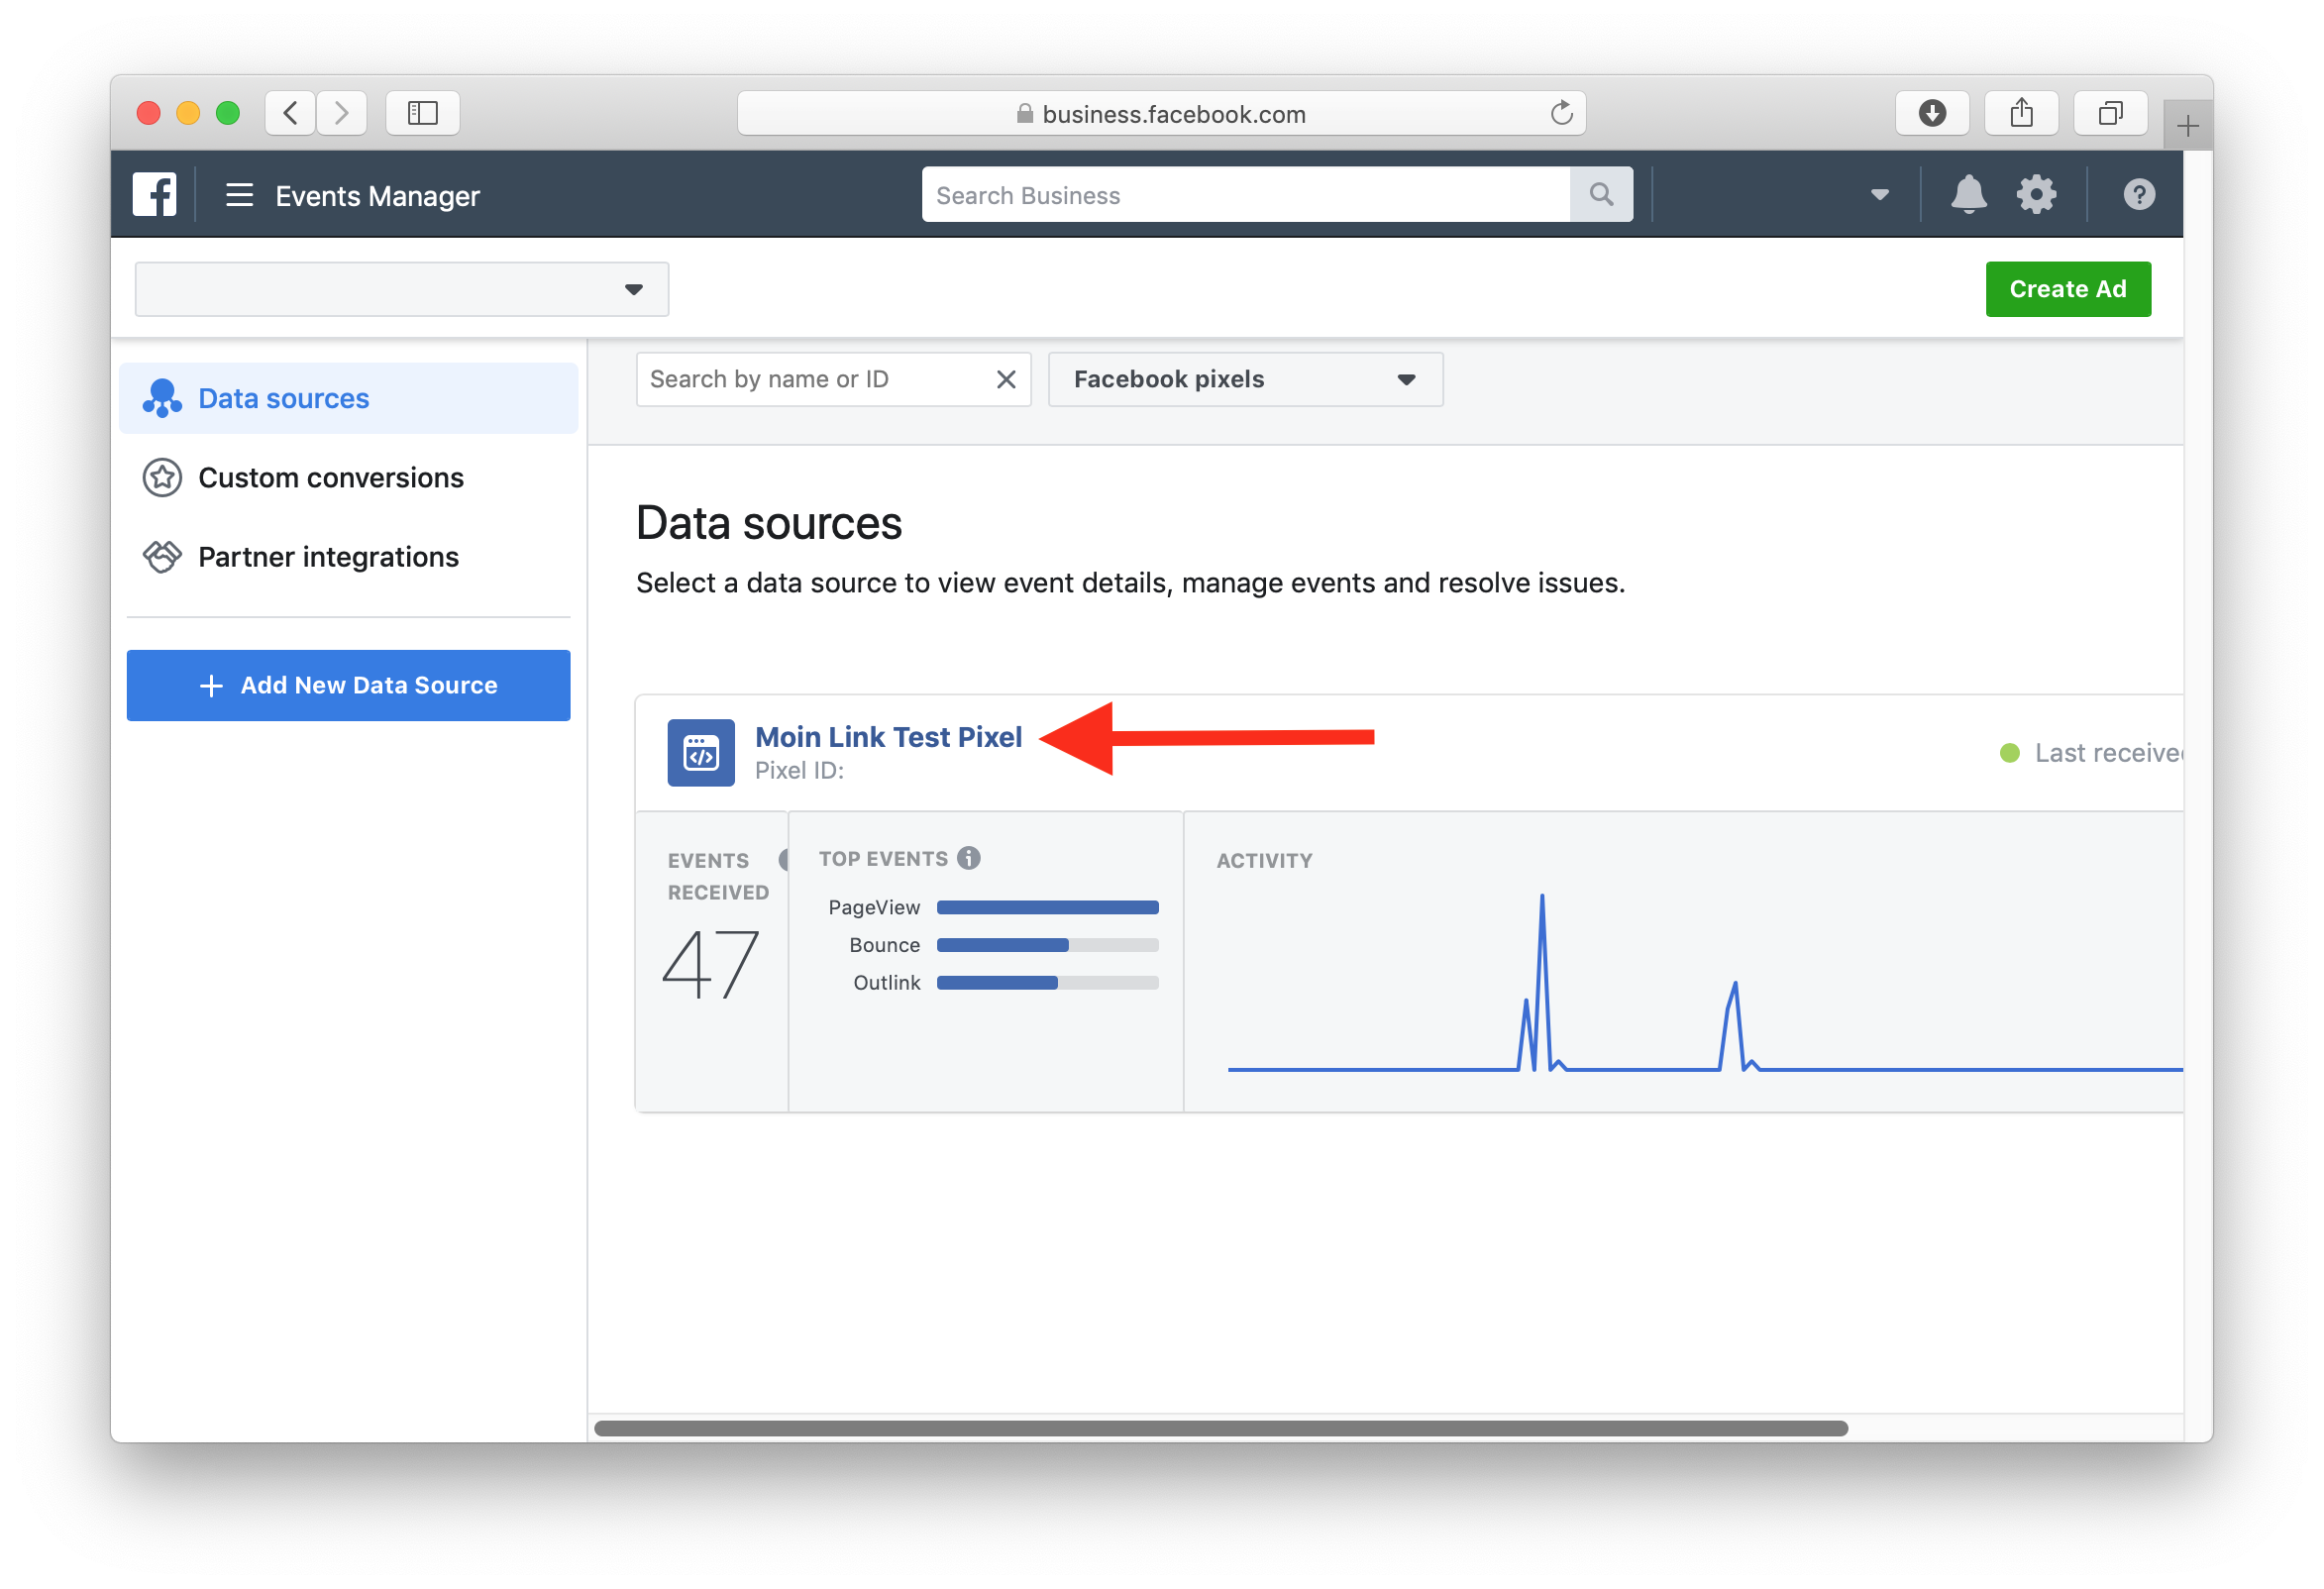 business.facebook.com
Events Manager
Search Business
Create Ad
Search by name or ID
Facebook pixels
Data sources
Custom conversions
Partner integrations
+ Add New Data Source
Data sources
Select a data source to view event details, manage events and resolve issues.
Moin Link Test Pixel
Pixel ID:
Last received
EVENTS
RECEIVED
47
TOP EVENTS
PageView
Bounce
Outlink
ACTIVITY